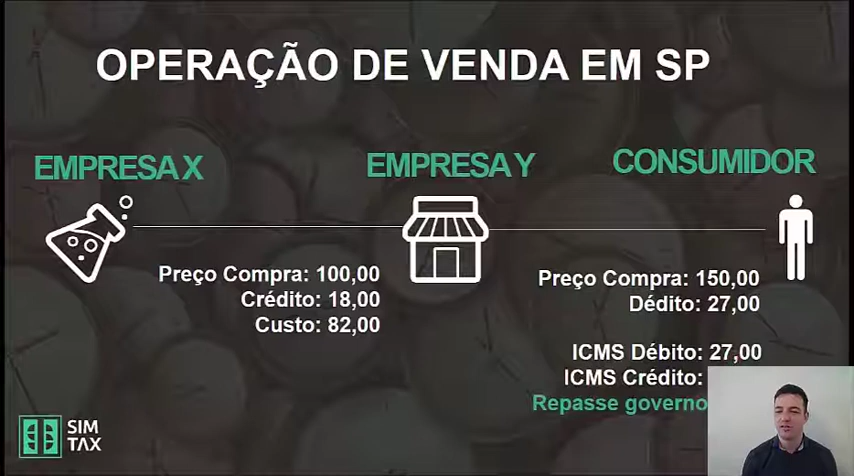 OPERAÇÃO DE VENDA EM SP
EMPRESA X
EMPRESA Y
CONSUMIDOR
Preço Compra: 100,00
Crédito: 18,00
Custo: 82,00
Preço Compra: 150,00
Dédito: 27,00
ICMS Débito: 27,00
ICMS Crédito:
Repasse governo
SIM
TAX